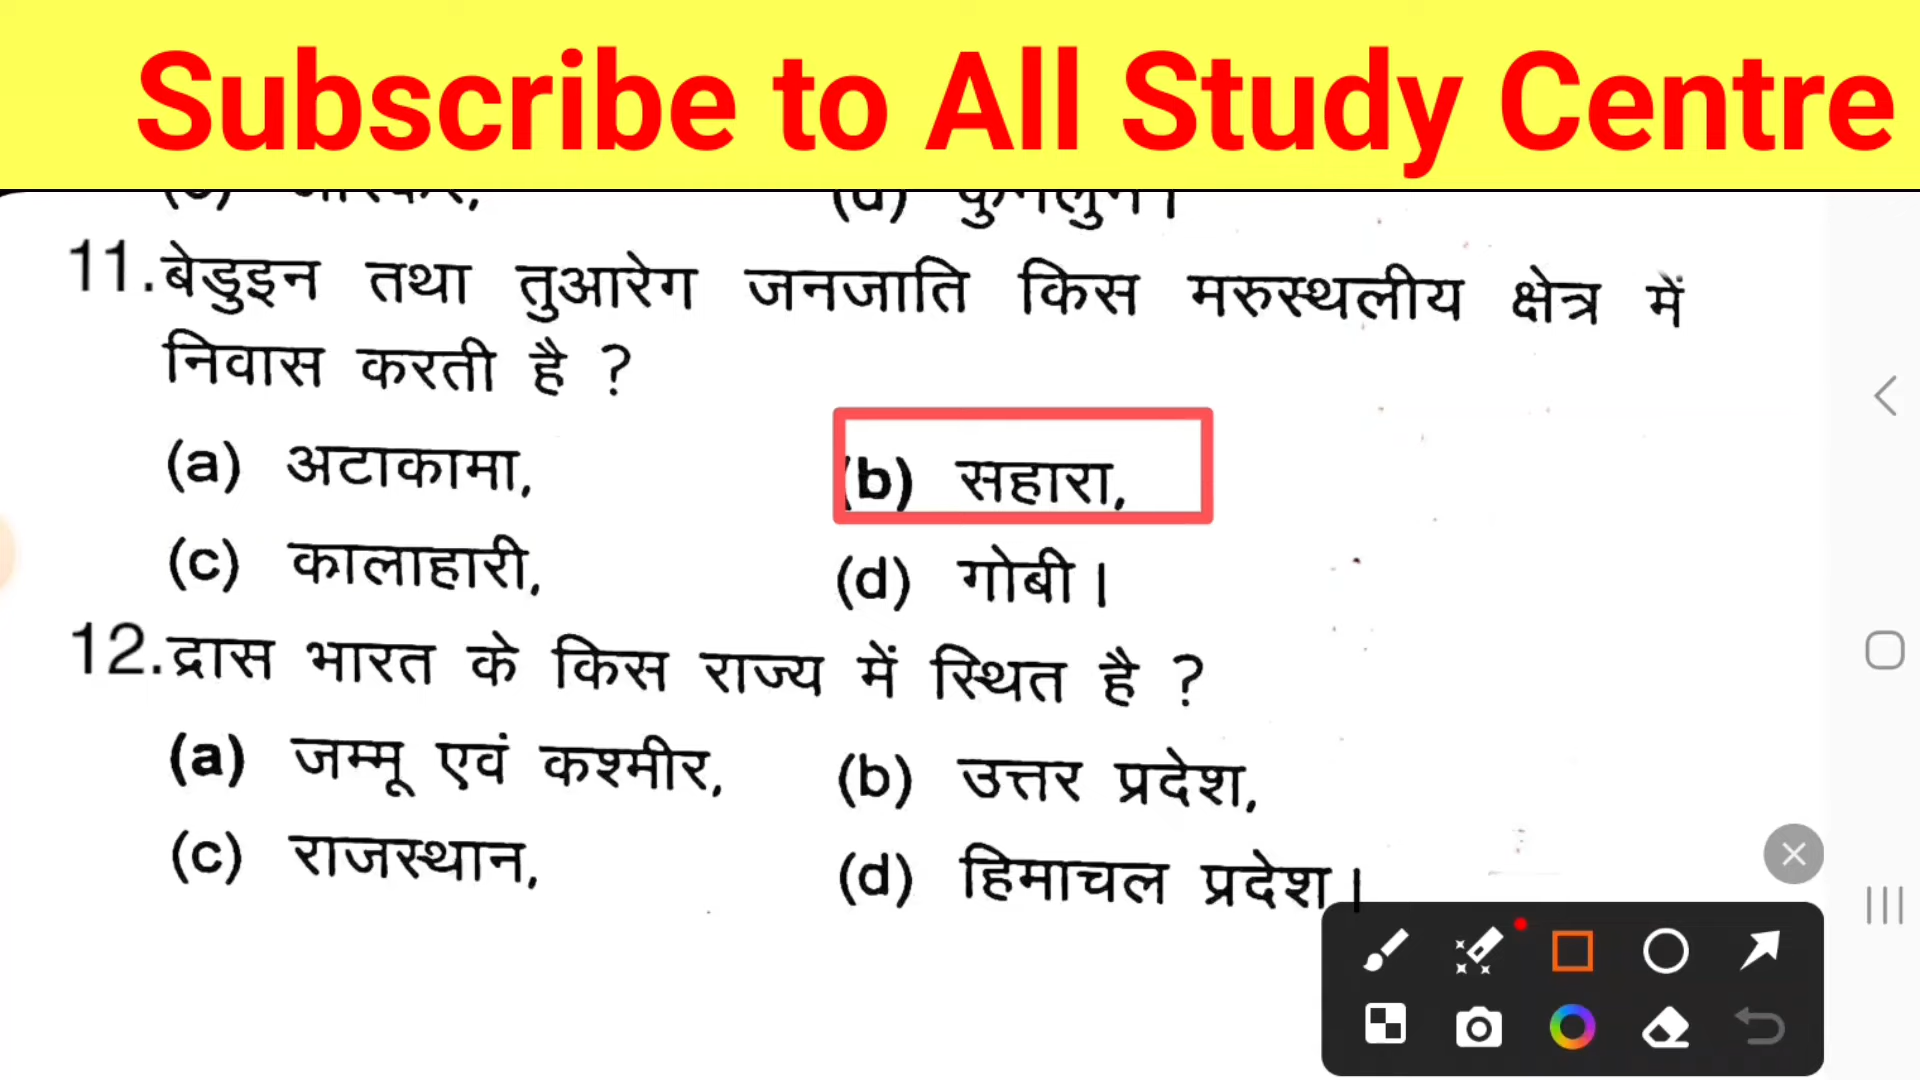 Subscribe to All Study Centre
11. बेडुइन तथा तुआरेग जनजाति किस मरुस्थलीय क्षेत्र में
निवास करती है ?
(a) अटाकामा, (b) सहारा,
(c) कालाहारी, (d) गोबी।
12. द्रास भारत के किस राज्य में स्थित है ?
(a) जम्मू एवं कश्मीर, (b) उत्तर प्रदेश,
(c) राजस्थान, (d) हिमाचल प्रदेश।